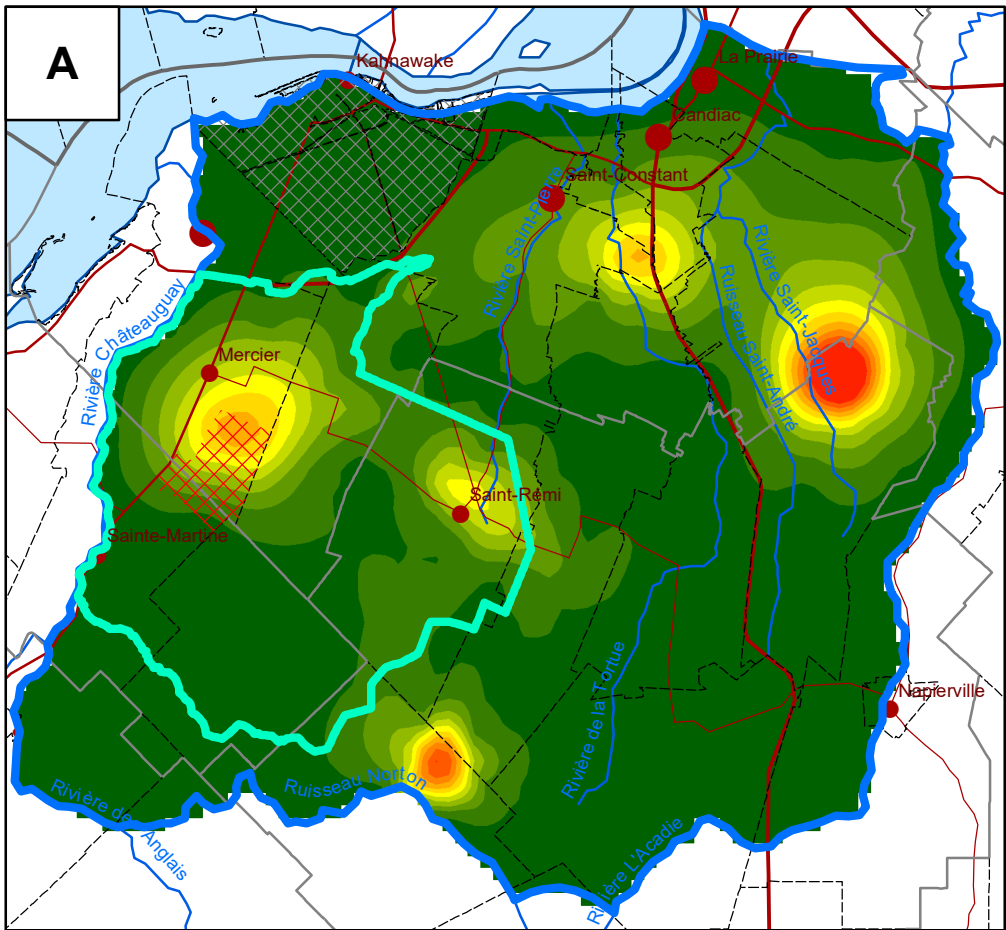 A
Kahnawake
La Prairie
Candiac
Saint-Constant
Rivière Saint-Pierre
Rivière Saint-Jacques
Ruisseau Saint-André
Rivière Châteauguay
Mercier
Saint-Rémi
Sainte-Martine
Rivière de la Tortue
Napierville
Ruisseau Norton
Rivière des Anglais
Rivière L'Acadie